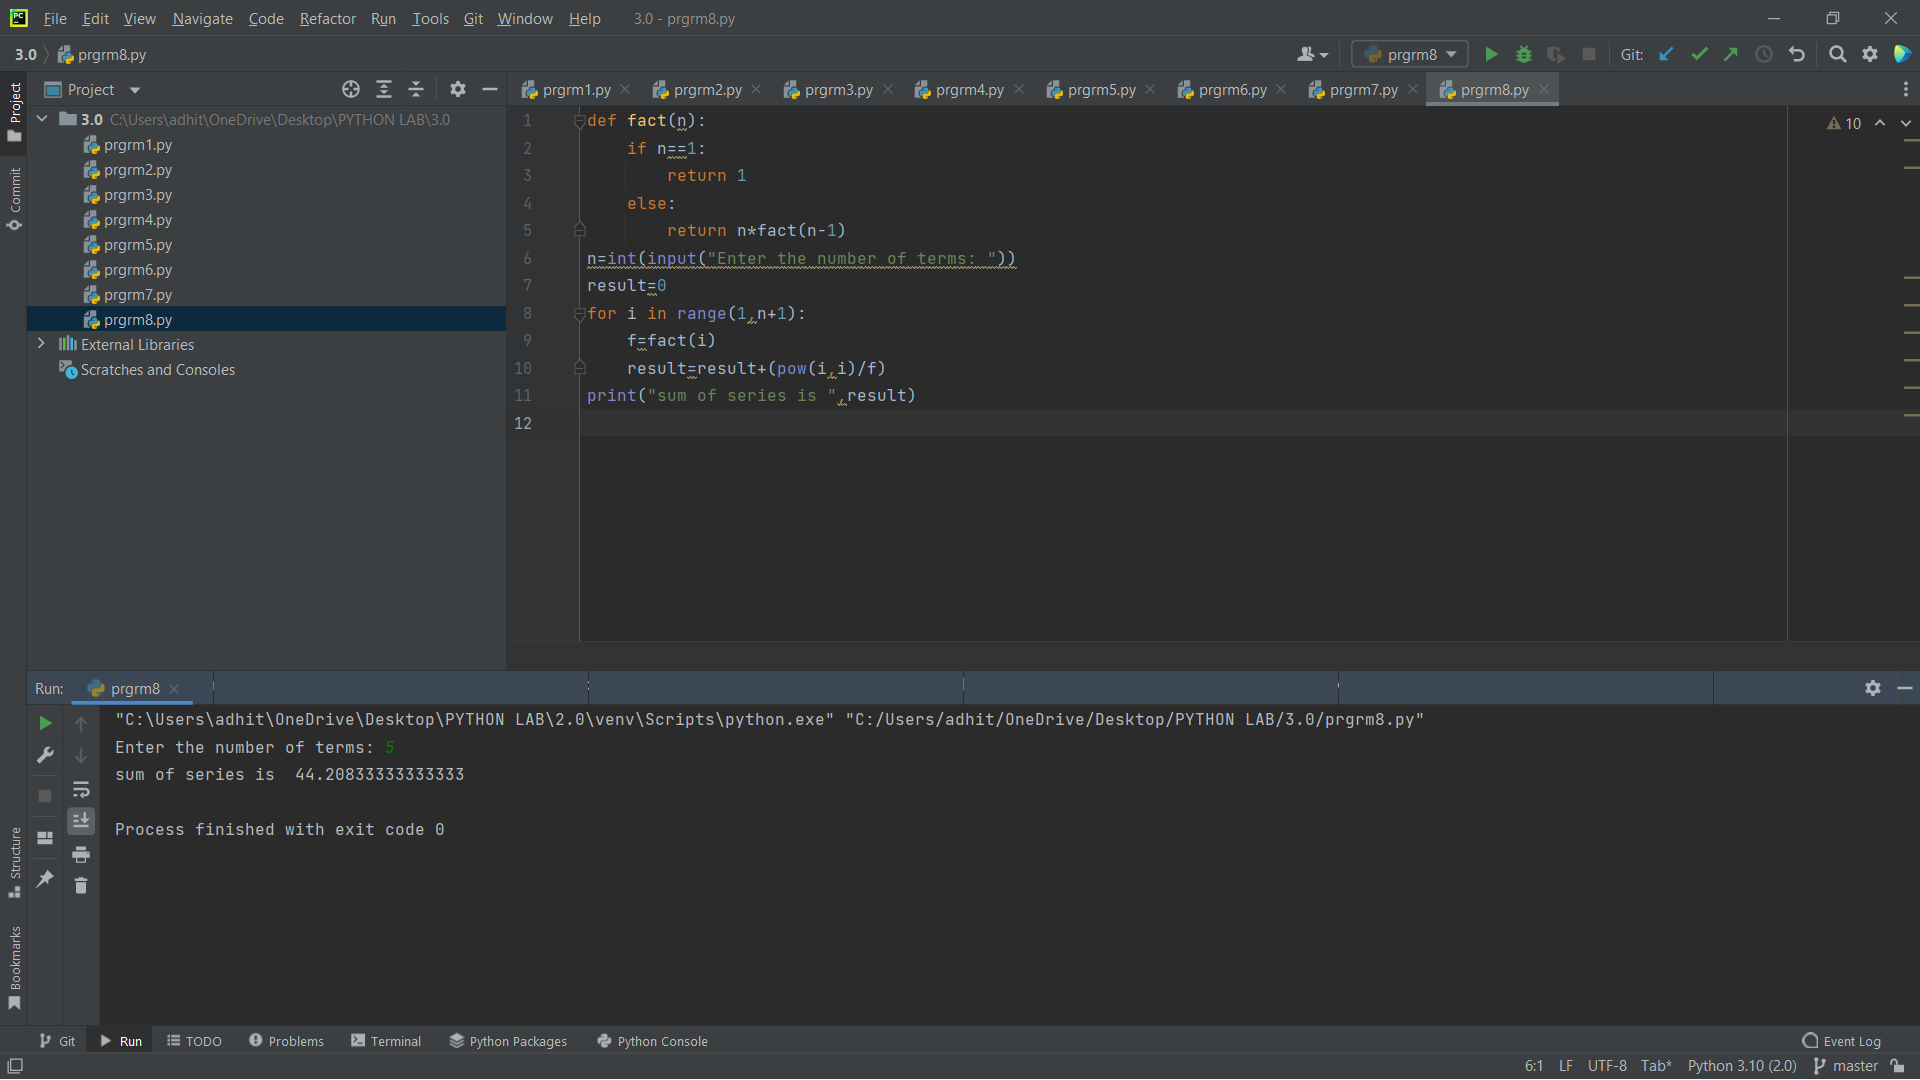 PC File Edit View Navigate Code Refactor Run Tools Git Window Help 3.0 - prgrm8.py
3.0 prgrm8.py prgrm8 Git:
Project prgrm1.py prgrm2.py prgrm3.py prgrm4.py prgrm5.py prgrm6.py prgrm7.py prgrm8.py
Project
Commit
3.0 C:\Users\adhit\OneDrive\Desktop\PYTHON LAB\3.0
prgrm1.py
prgrm2.py
prgrm3.py
prgrm4.py
prgrm5.py
prgrm6.py
prgrm7.py
prgrm8.py
External Libraries
Scratches and Consoles
10
1 def fact(n):
2     if n==1:
3         return 1
4     else:
5         return n*fact(n-1)
6 n=int(input("Enter the number of terms: "))
7 result=0
8 for i in range(1,n+1):
9     f=fact(i)
10     result=result+(pow(i,i)/f)
11 print("sum of series is ",result)
12
Run: prgrm8
"C:\Users\adhit\OneDrive\Desktop\PYTHON LAB\2.0\venv\Scripts\python.exe" "C:/Users/adhit/OneDrive/Desktop/PYTHON LAB/3.0/prgrm8.py"
Enter the number of terms: 5
sum of series is  44.20833333333333
Process finished with exit code 0
Structure
Bookmarks
Git Run TODO Problems Terminal Python Packages Python Console Event Log
6:1 LF UTF-8 Tab* Python 3.10 (2.0) master